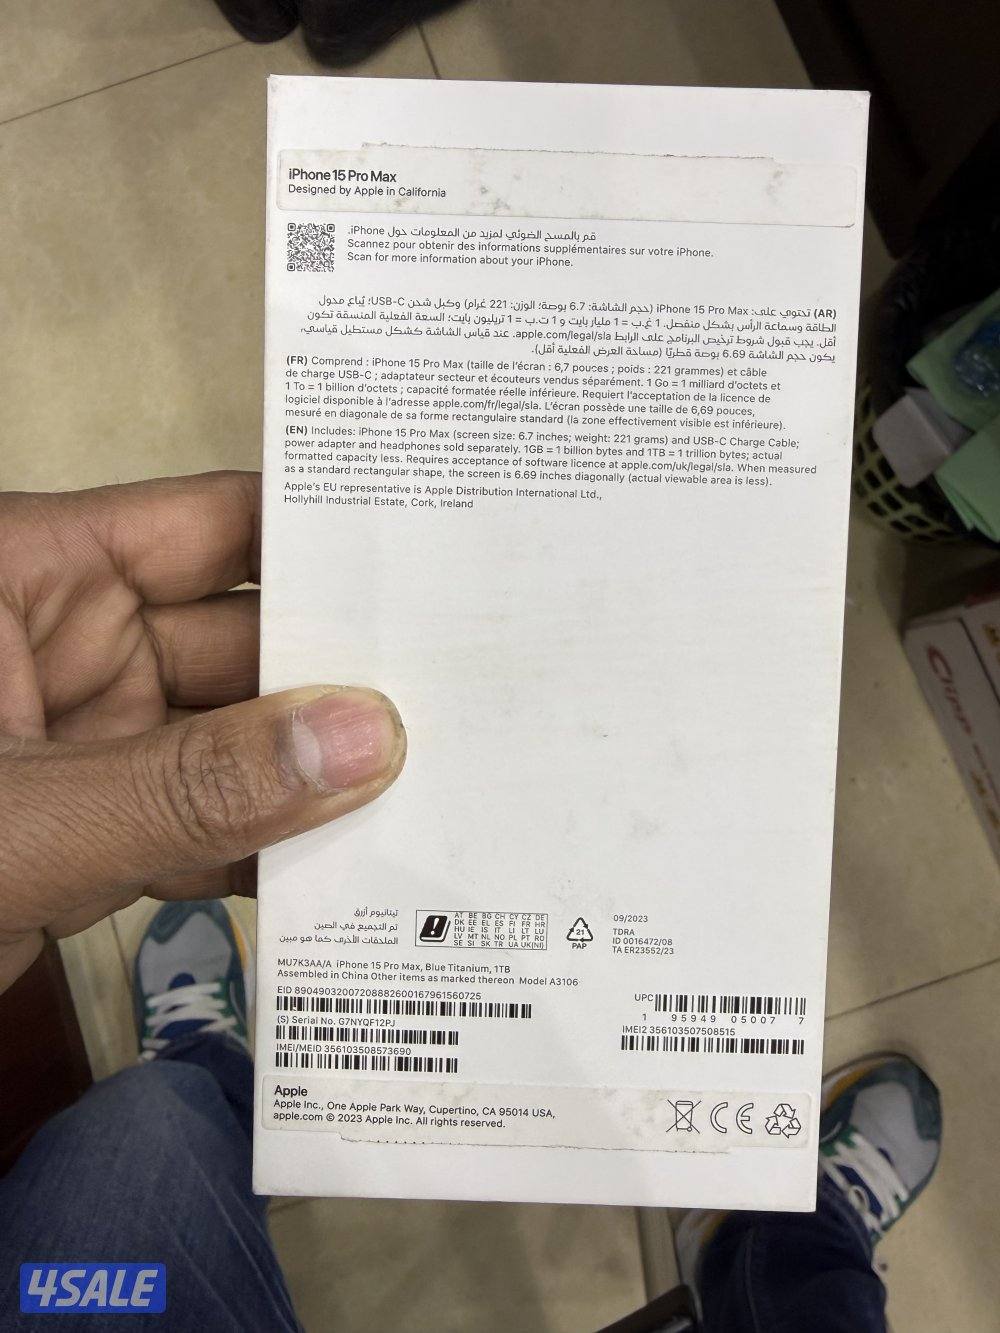 iPhone 15 Pro Max
Designed by Apple in California
قم بالمسح الضوئي لمزيد من المعلومات حول iPhone.
Scannez pour obtenir des informations supplémentaires sur votre iPhone.
Scan for more information about your iPhone.
(AR) تحتوي على: iPhone 15 Pro Max (حجم الشاشة: 6.7 بوصة؛ الوزن: 221 غرام) وكبل شحن USB-C؛ يُباع محول
الطاقة وسماعة الرأس بشكل منفصل. 1 غ.ب = 1 مليار بايت و 1 ت.ب = 1 تريليون بايت؛ السعة الفعلية المنسقة تكون
أقل. يجب قبول شروط ترخيص البرنامج على الرابط apple.com/legal/sla. عند قياس الشاشة كشكل مستطيل قياسي،
يكون حجم الشاشة 6.69 بوصة قطريًا (مساحة العرض الفعلية أقل).
(FR) Comprend : iPhone 15 Pro Max (taille de l'écran : 6,7 pouces ; poids : 221 grammes) et câble
de charge USB-C ; adaptateur secteur et écouteurs vendus séparément. 1 Go = 1 milliard d'octets et
1 To = 1 billion d'octets ; capacité formatée réelle inférieure. Requiert l'acceptation de la licence de
logiciel disponible à l'adresse apple.com/fr/legal/sla. L'écran possède une taille de 6,69 pouces,
mesuré en diagonale de sa forme rectangulaire standard (la zone effectivement visible est inférieure).
(EN) Includes: iPhone 15 Pro Max (screen size: 6.7 inches; weight: 221 grams) and USB-C Charge Cable;
power adapter and headphones sold separately. 1GB = 1 billion bytes and 1TB = 1 trillion bytes; actual
formatted capacity less. Requires acceptance of software licence at apple.com/uk/legal/sla. When measured
as a standard rectangular shape, the screen is 6.69 inches diagonally (actual viewable area is less).
Apple's EU representative is Apple Distribution International Ltd.,
Hollyhill Industrial Estate, Cork, Ireland
تيتانيوم أزرق
تم التجميع في الصين
الملحقات الأخرى كما هو مبين
AT BE BG CH CY CZ DE
DK EE EL ES FI FR HR
HU IE IS IT LI LT LU
LV MT NL NO PL PT RO
SE SI SK TR UA UK(NI)
21
PAP
09/2023
TDRA
ID 0016472/08
TA ER23552/23
MU7K3AA/A iPhone 15 Pro Max, Blue Titanium, 1TB
Assembled in China Other items as marked thereon Model A3106
EID 89049032007208882600167961560725
(S) Serial No. G7NYQF12PJ
IMEI/MEID 356103508573690
UPC
1 95949 05007 7
IMEI2 356103507508515
Apple
Apple Inc., One Apple Park Way, Cupertino, CA 95014 USA,
apple.com © 2023 Apple Inc. All rights reserved.
CE
4SALE